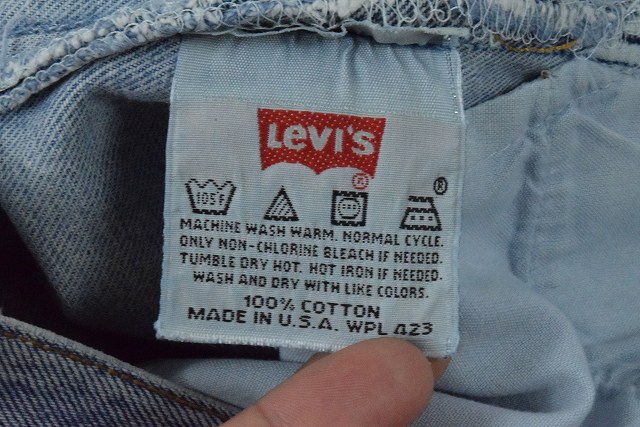 LEVI'S
®
105F
®
MACHINE WASH WARM. NORMAL CYCLE.
ONLY NON-CHLORINE BLEACH IF NEEDED.
TUMBLE DRY HOT. HOT IRON IF NEEDED.
WASH AND DRY WITH LIKE COLORS.
100% COTTON
MADE IN U.S.A. WPL 423